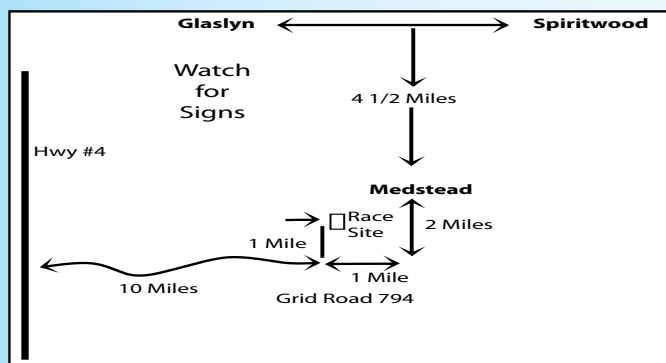 Glaslyn
Spiritwood
Watch
for
Signs
4 1/2 Miles
Hwy #4
Medstead
Race
Site
2 Miles
1 Mile
1 Mile
10 Miles
Grid Road 794